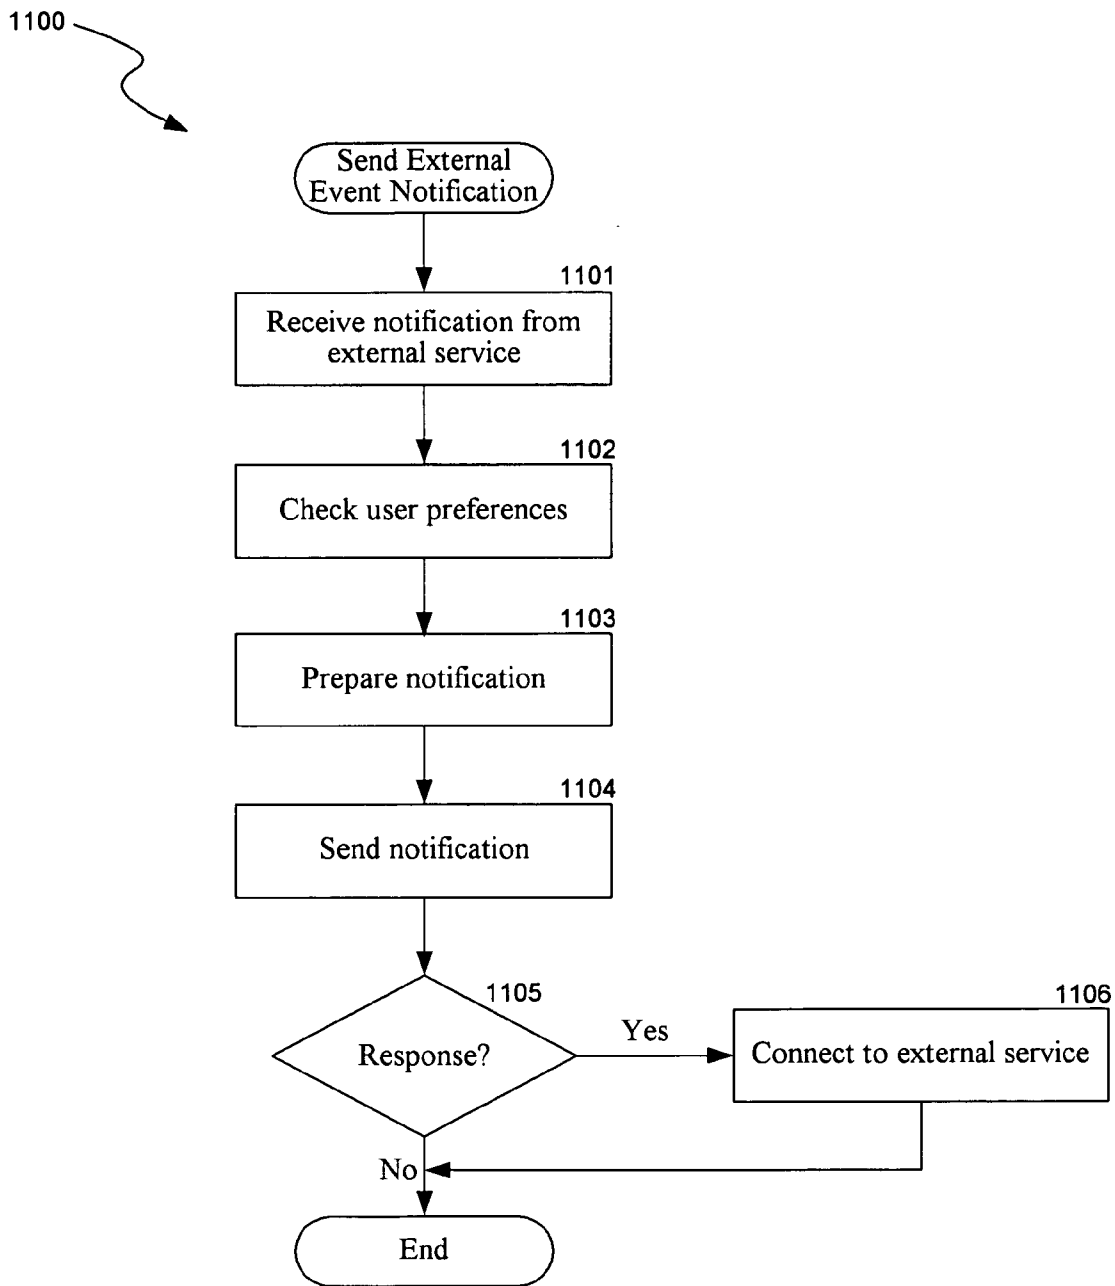 1100
Send External
Event Notification
1101
Receive notification from
external service
1102
Check user preferences
1103
Prepare notification
1104
Send notification
1105
Response?
Yes
1106
Connect to external service
No
End